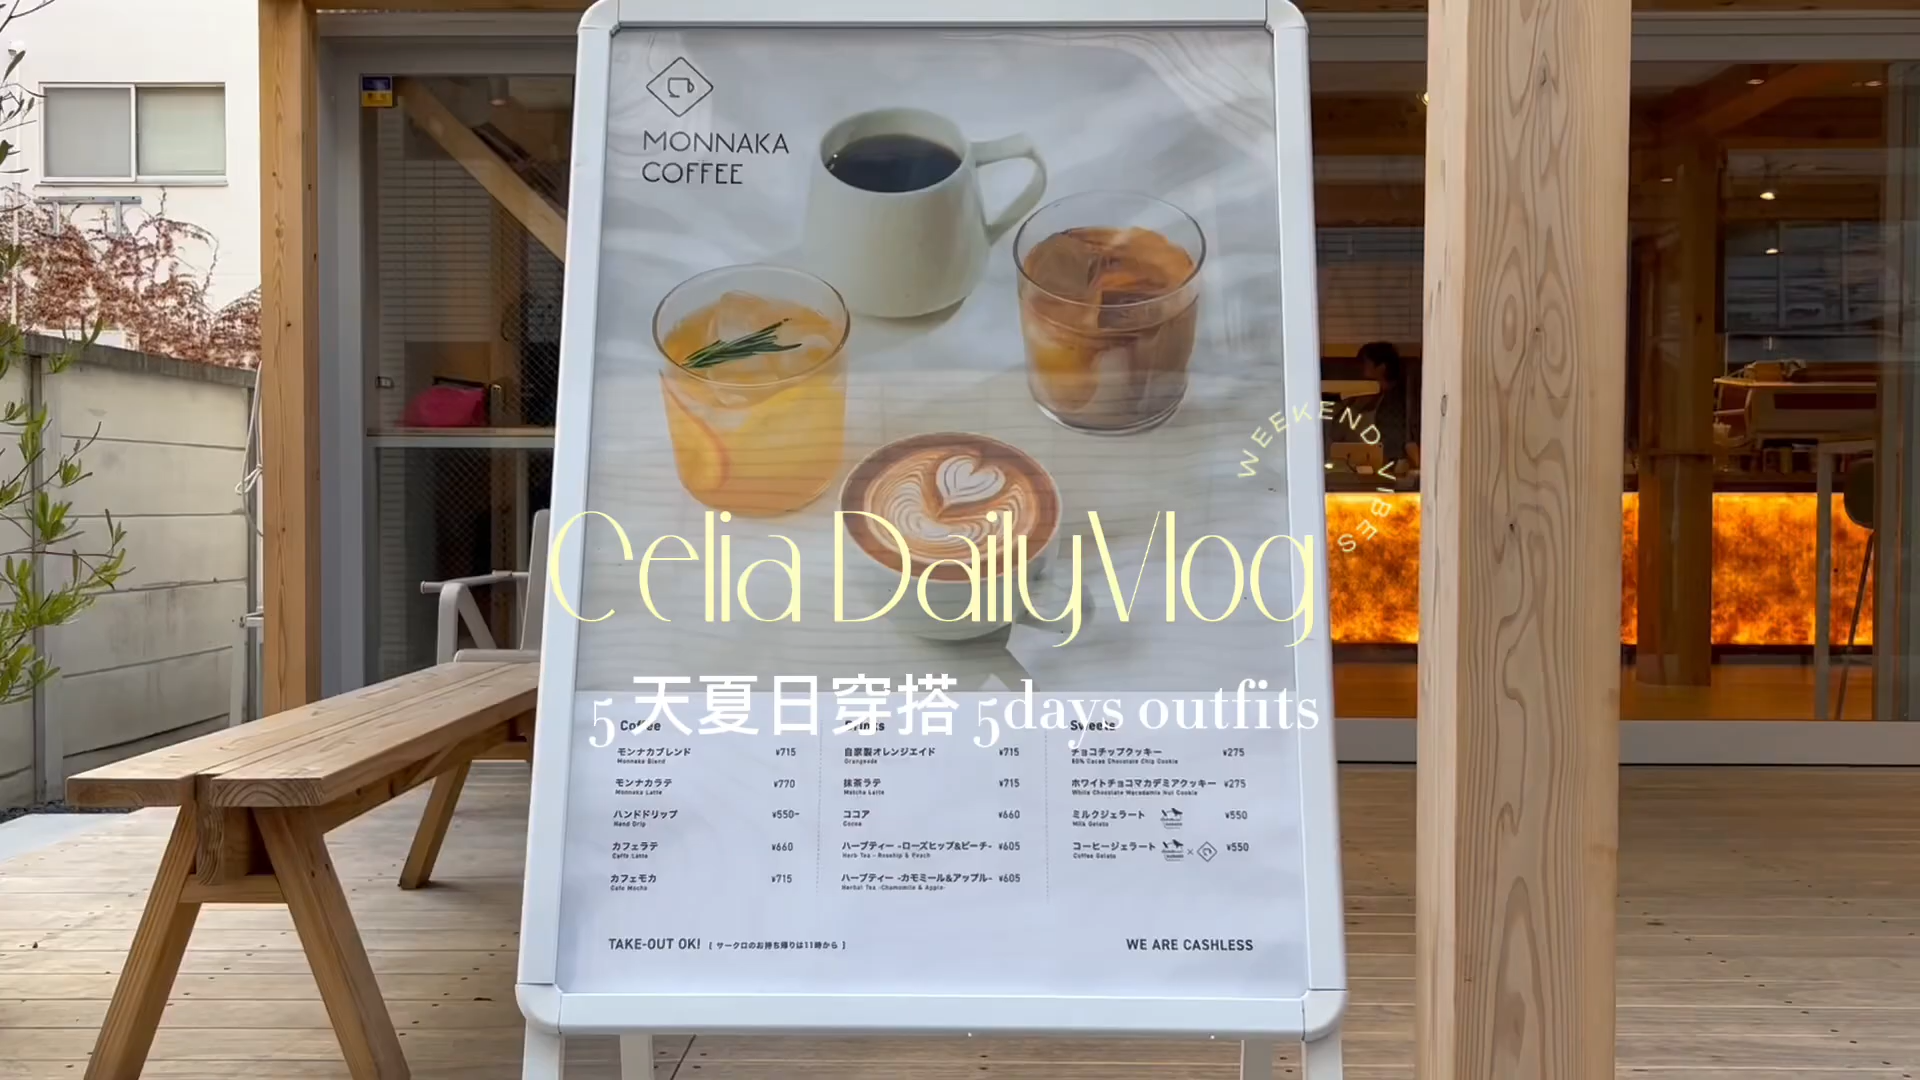 MONNAKA
COFFEE
WEEKEND VIBES
Celia DailyVlog
5 天夏日穿搭 5days outfits
Coffee
モンナカブレンド ¥715
Monnaka Blend
モンナカラテ ¥770
Monnaka Latte
ハンドドリップ ¥550~
Hand Drip
カフェラテ ¥660
Caffe Latte
カフェモカ ¥715
Cafe Mocha
Drinks
自家製オレンジエイド ¥715
Orangeade
抹茶ラテ ¥715
Matcha Latte
ココア ¥660
Cocoa
ハーブティー -ローズヒップ&ピーチ- ¥605
Herb Tea - Rosehip & Peach
ハーブティー -カモミール&アップル- ¥605
Herbal Tea -Chamomile & Apple-
Sweets
チョコチップクッキー ¥275
80% Cacao Chocolate Chip Cookie
ホワイトチョコマカデミアクッキー ¥275
White Chocolate Macadamia Nut Cookie
ミルクジェラート ¥550
Milk Gelato
コーヒージェラート × ¥550
Coffee Gelato
TAKE-OUT OK! [ サークロのお持ち帰りは11時から ]
WE ARE CASHLESS